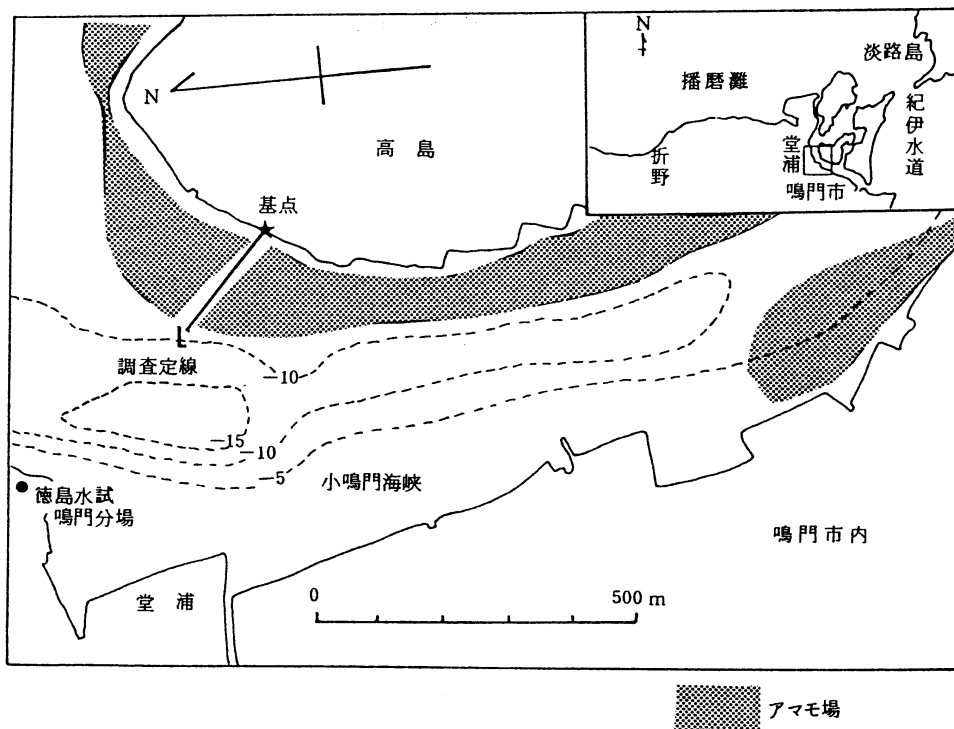 N
淡路島
播磨灘
紀伊水道
堂浦
折野
鳴門市
N
高島
基点
L
調査定線
-10
-15
-10
-5
小鳴門海峡
徳島水試
鳴門分場
鳴門市内
堂 浦
0 500 m
アマモ場